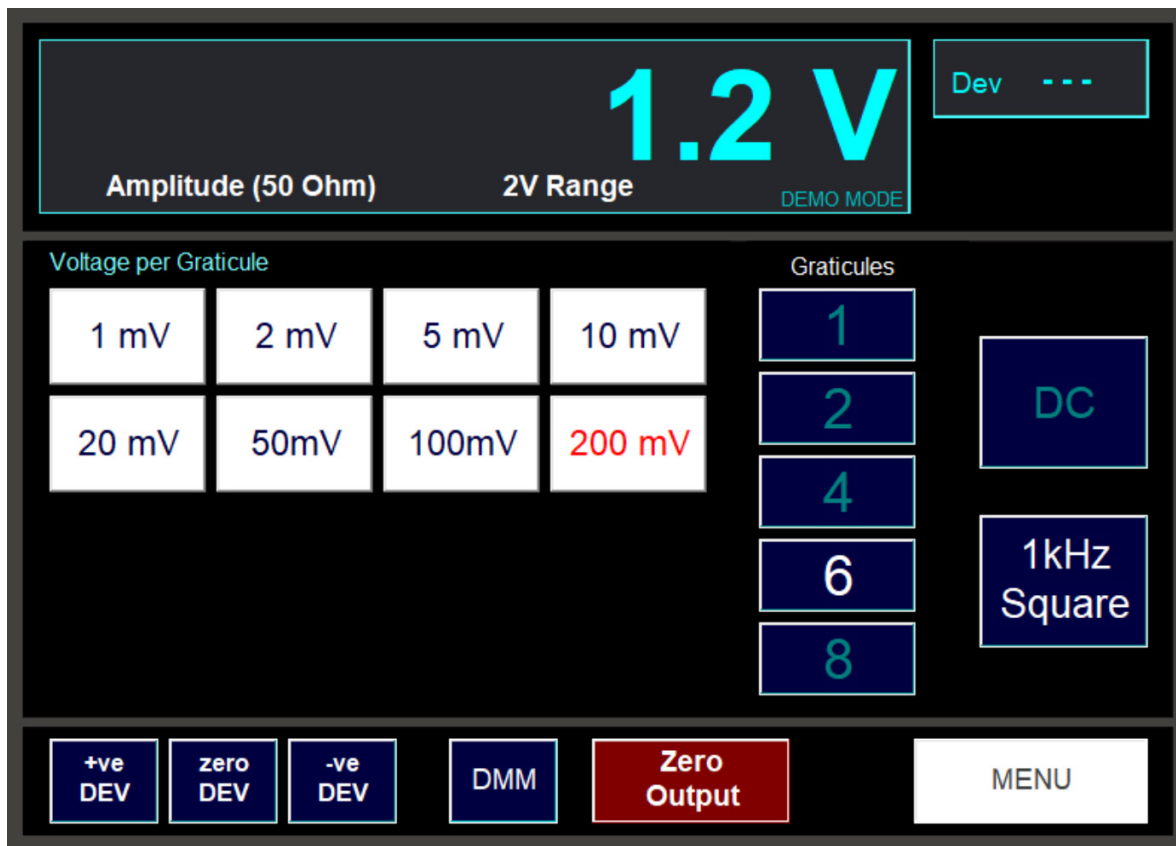 1.2 V
Amplitude (50 Ohm) 2V Range DEMO MODE
Dev ---
Voltage per Graticule
1 mV 2 mV 5 mV 10 mV
20 mV 50mV 100mV 200 mV
Graticules
1
2
4
6
8
DC
1kHz
Square
+ve
DEV
zero
DEV
-ve
DEV
DMM
Zero
Output
MENU